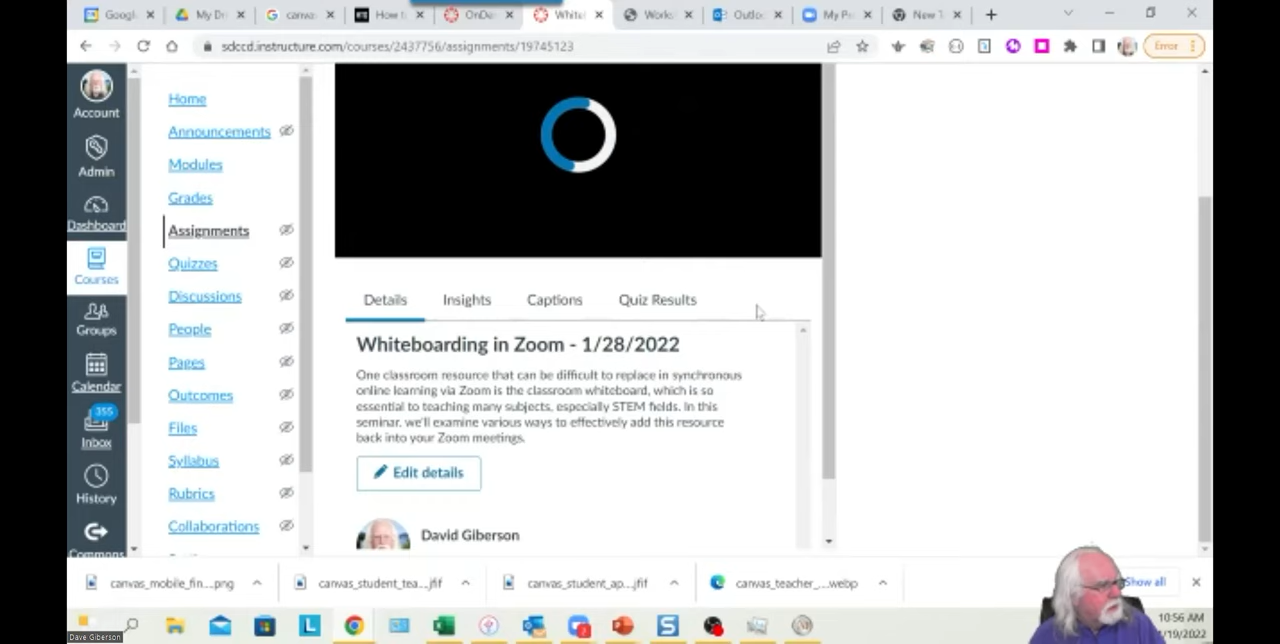 Googl
My Dr
canva
How t
OnDe
White
Works
Outlo
My Pr
New T
sdccd.instructure.com/courses/2437756/assignments/19745123
Error
Account
Admin
Dashboard
Courses
Groups
Calendar
355
Inbox
History
Commons
Home
Announcements
Modules
Grades
Assignments
Quizzes
Discussions
People
Pages
Outcomes
Files
Syllabus
Rubrics
Collaborations
Details
Insights
Captions
Quiz Results
Whiteboarding in Zoom - 1/28/2022
One classroom resource that can be difficult to replace in synchronous
online learning via Zoom is the classroom whiteboard, which is so
essential to teaching many subjects, especially STEM fields. In this
seminar, we'll examine various ways to effectively add this resource
back into your Zoom meetings.
Edit details
David Giberson
canvas_mobile_fin....png
canvas_student_tea...jfif
canvas_student_ap....jfif
canvas_teacher_....webp
Show all
10:56 AM
/19/2022
Dave Giberson